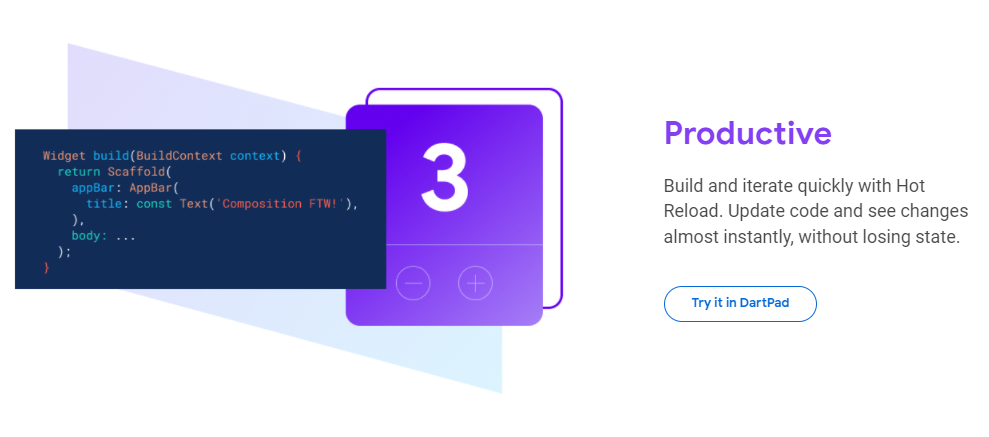 Widget build(BuildContext context) {
return Scaffold(
appBar: AppBar(
title: const Text('Composition FTW!'),
),
body: ...
);
}
3
Productive
Build and iterate quickly with Hot
Reload. Update code and see changes
almost instantly, without losing state.
Try it in DartPad